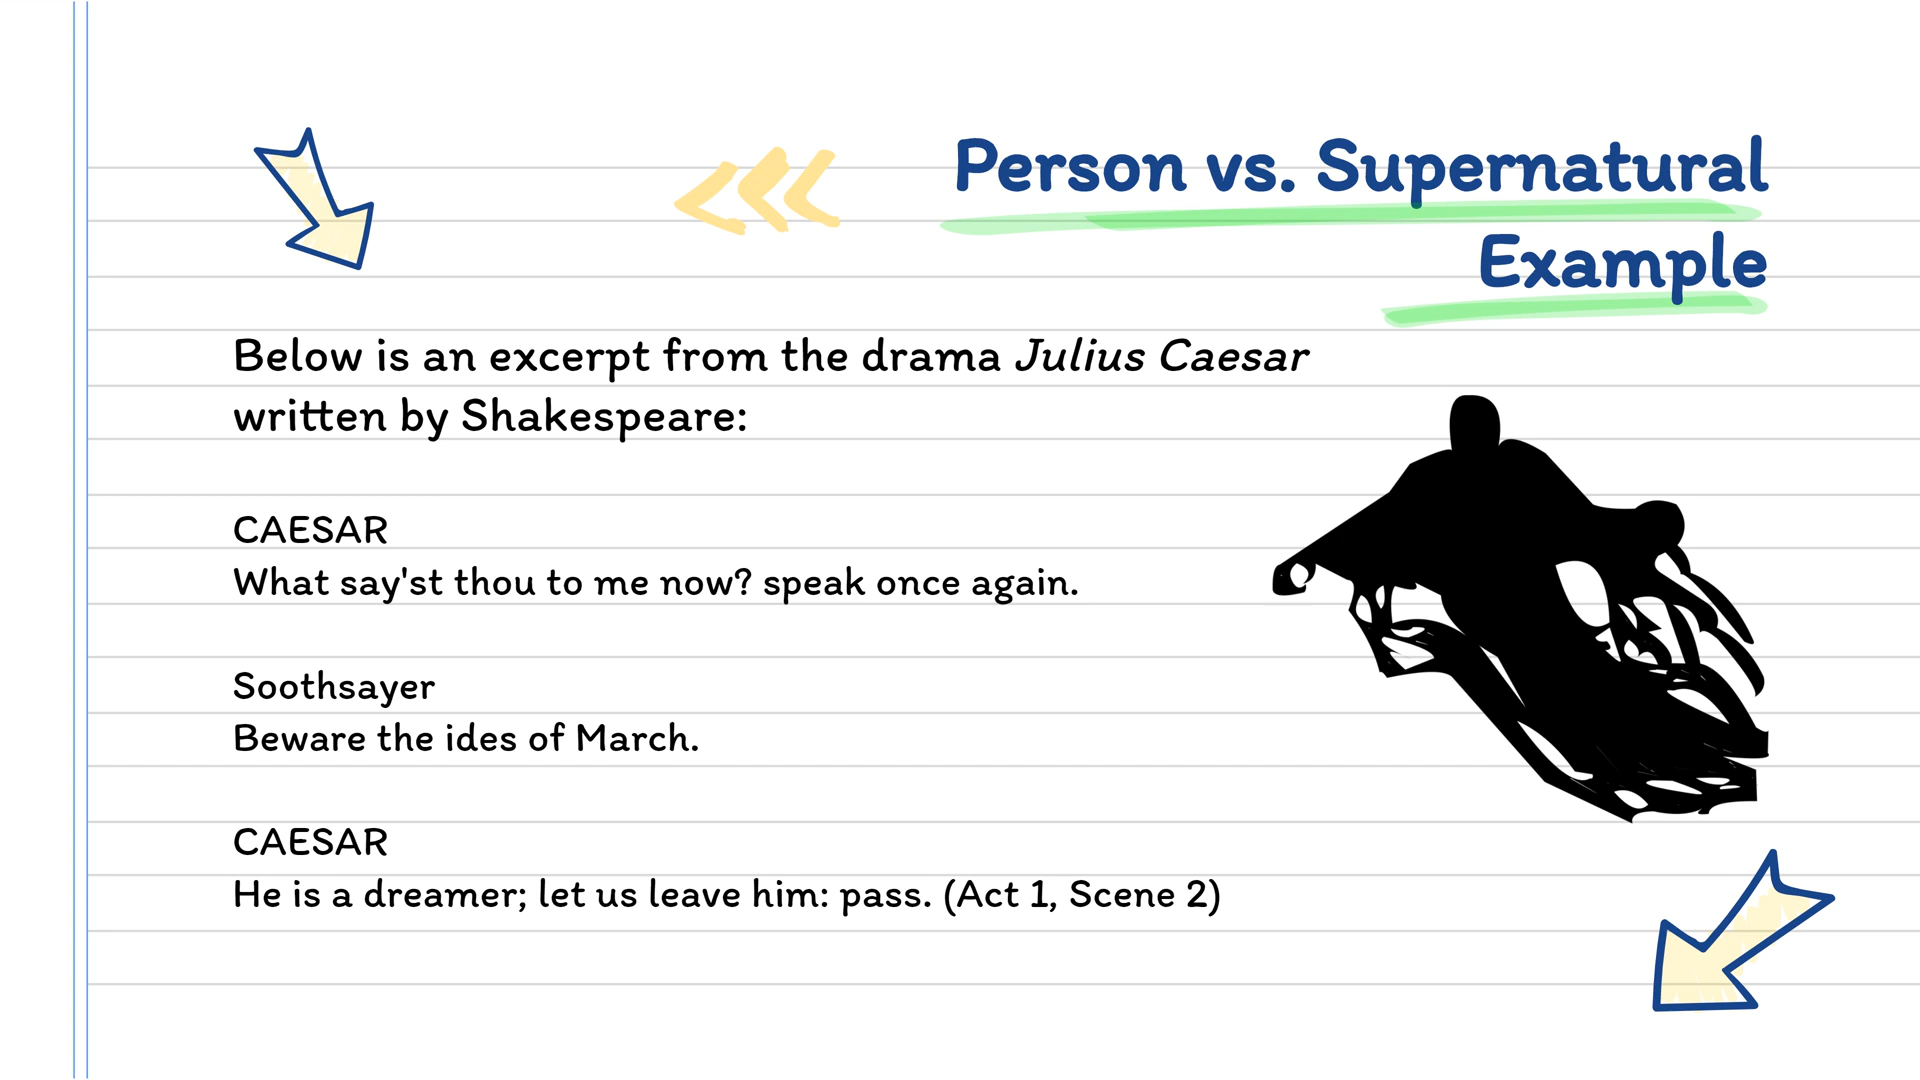 Person vs. Supernatural
Example
Below is an excerpt from the drama Julius Caesar
written by Shakespeare:
CAESAR
What say'st thou to me now? speak once again.
Soothsayer
Beware the ides of March.
CAESAR
He is a dreamer; let us leave him: pass. (Act 1, Scene 2)